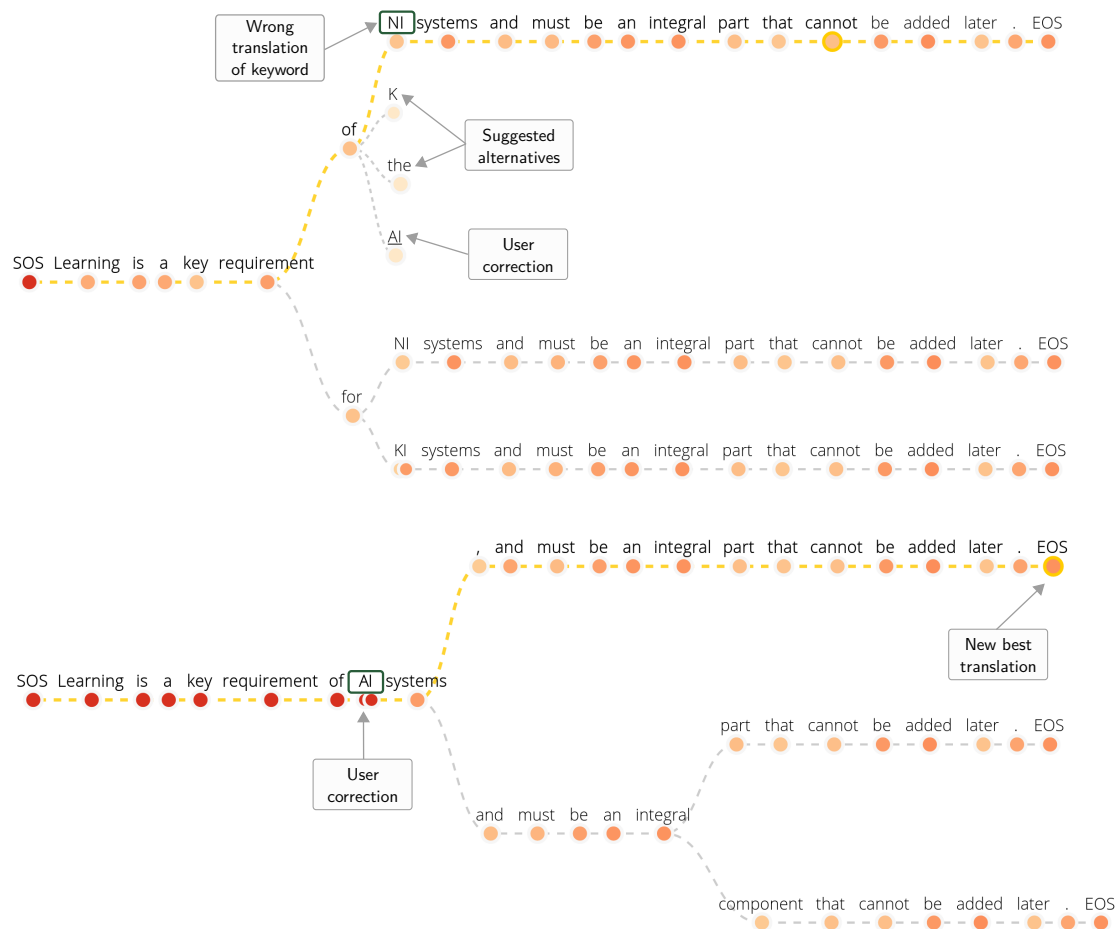 Wrong
translation
of keyword
NI systems and must be an integral part that cannot be added later . EOS
K
Suggested
alternatives
of
the
AI
User
correction
SOS Learning is a key requirement
NI systems and must be an integral part that cannot be added later . EOS
for
KI systems and must be an integral part that cannot be added later . EOS
, and must be an integral part that cannot be added later . EOS
New best
translation
SOS Learning is a key requirement of AI systems
User
correction
part that cannot be added later . EOS
and must be an integral
component that cannot be added later . EOS